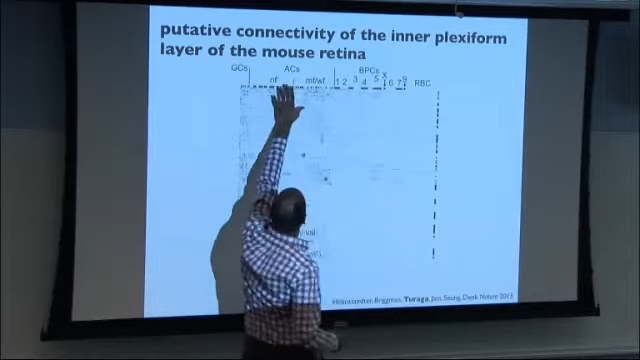 putative connectivity of the inner plexiform
layer of the mouse retina
GCs ACs BPCs
nf mf/wf 1 2 3 4 5 X 6 7 RBC
Helmstaedter, Briggman, Turaga, Jain, Seung, Denk Nature 2013